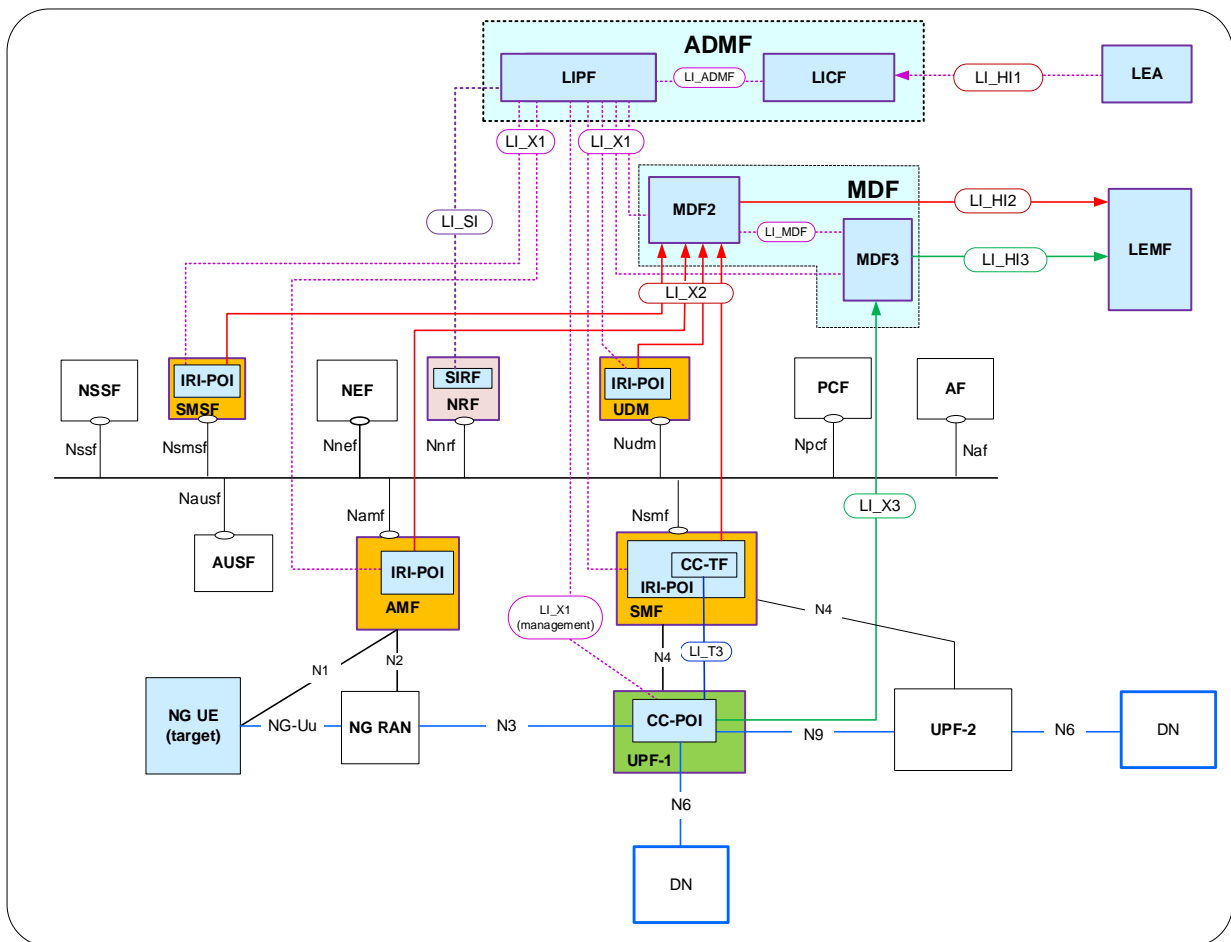 ADMF
LIPF
LI_ADMF
LICF
LI_HI1
LEA
LI_X1
LI_X1
MDF
MDF2
LI_HI2
LI_SI
LI_MDF
MDF3
LI_HI3
LEMF
LI_X2
NSSF
IRI-POI
SMSF
NEF
SIRF
NRF
IRI-POI
UDM
PCF
AF
Nssf
Nsmsf
Nnef
Nnrf
Nudm
Npcf
Naf
Nausf
Namf
Nsmf
LI_X3
AUSF
IRI-POI
AMF
CC-TF
IRI-POI
SMF
LI_X1
(management)
N4
N1
N2
N4
LI_T3
NG UE
(target)
NG-Uu
NG RAN
N3
CC-POI
UPF-1
N9
UPF-2
N6
DN
N6
DN